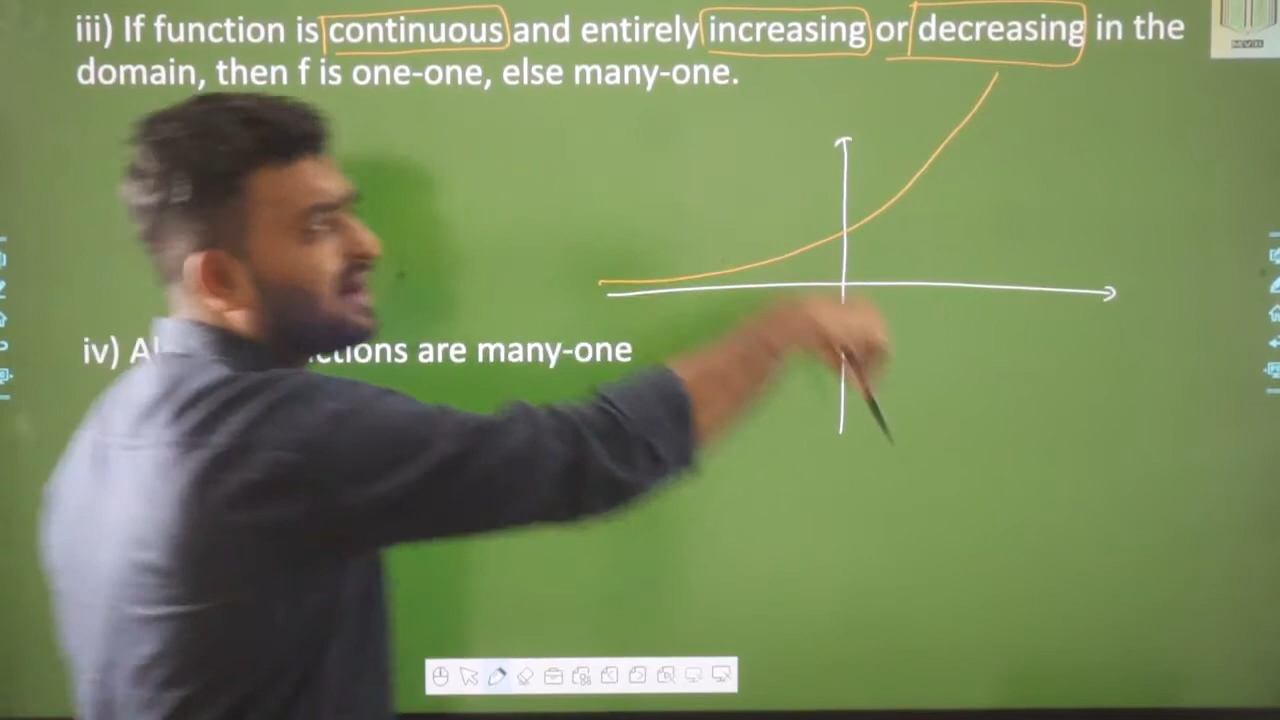 iii) If function is continuous and entirely increasing or decreasing in the
domain, then f is one-one, else many-one.
iv) are many-one